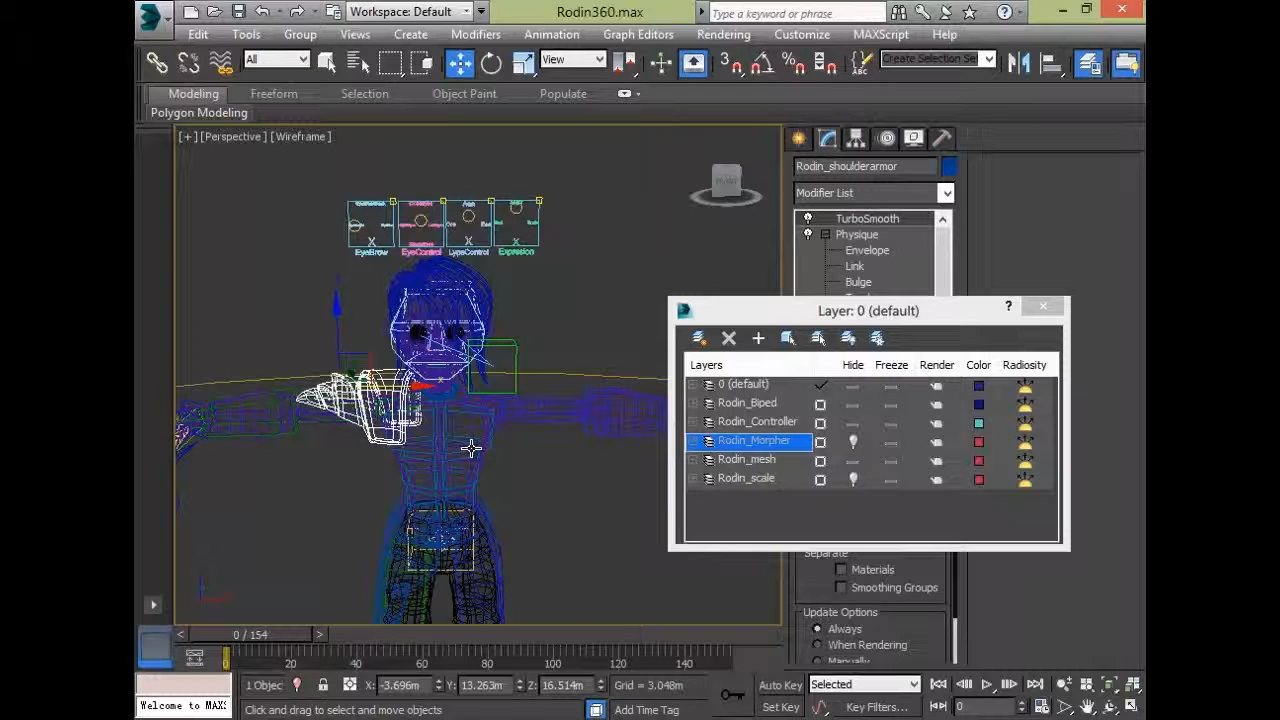 Workspace: Default
Rodin360.max
Type a keyword or phrase
Edit Tools Group Views Create Modifiers Animation Graph Editors Rendering Customize MAXScript Help
All
View
3
Create Selection Se
Modeling Freeform Selection Object Paint Populate
Polygon Modeling
[+] [Perspective] [Wireframe]
Rodin_shoulderarmor
Modifier List
TurboSmooth
Physique
Envelope
Link
Bulge
EyeBrow EyeControl LypsControl Expresion
Layer: 0 (default)
?
Layers Hide Freeze Render Color Radiosity
0 (default)
Rodin_Biped
Rodin_Controller
Rodin_Morpher
Rodin_mesh
Rodin_scale
Separate
Materials
Smoothing Groups
Update Options
Always
When Rendering
Manually
< 0 / 154 >
0 20 40 60 80 100 120 140
1 Objec X: -3.696m Y: 13.263m Z: 16.514m Grid = 3.048m
Auto Key Selected
Welcome to MAX
Click and drag to select and move objects
Add Time Tag
Set Key Key Filters... 0